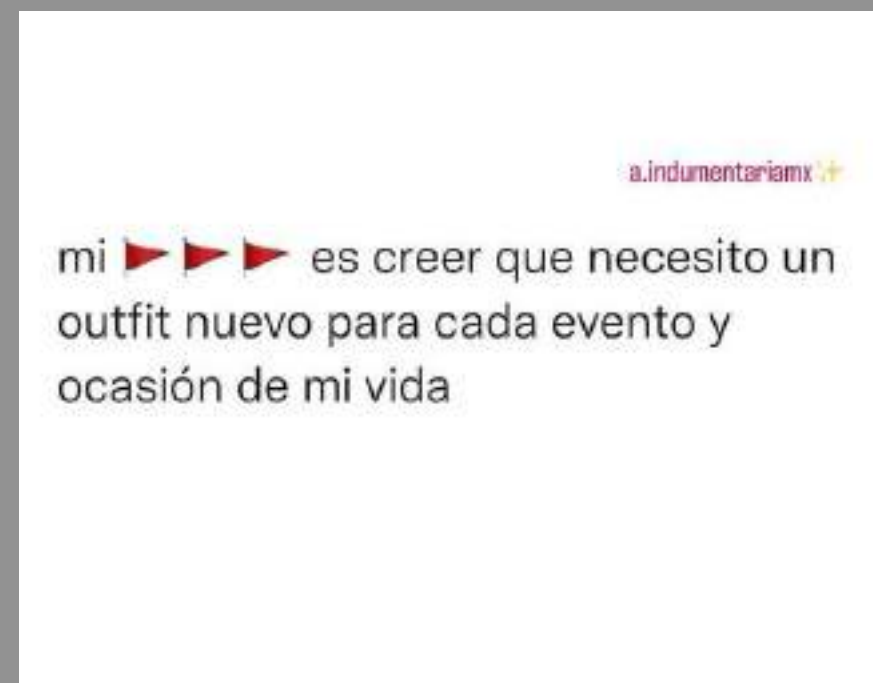 a.indumentariamx ✨
mi 🚩🚩🚩 es creer que necesito un
outfit nuevo para cada evento y
ocasión de mi vida